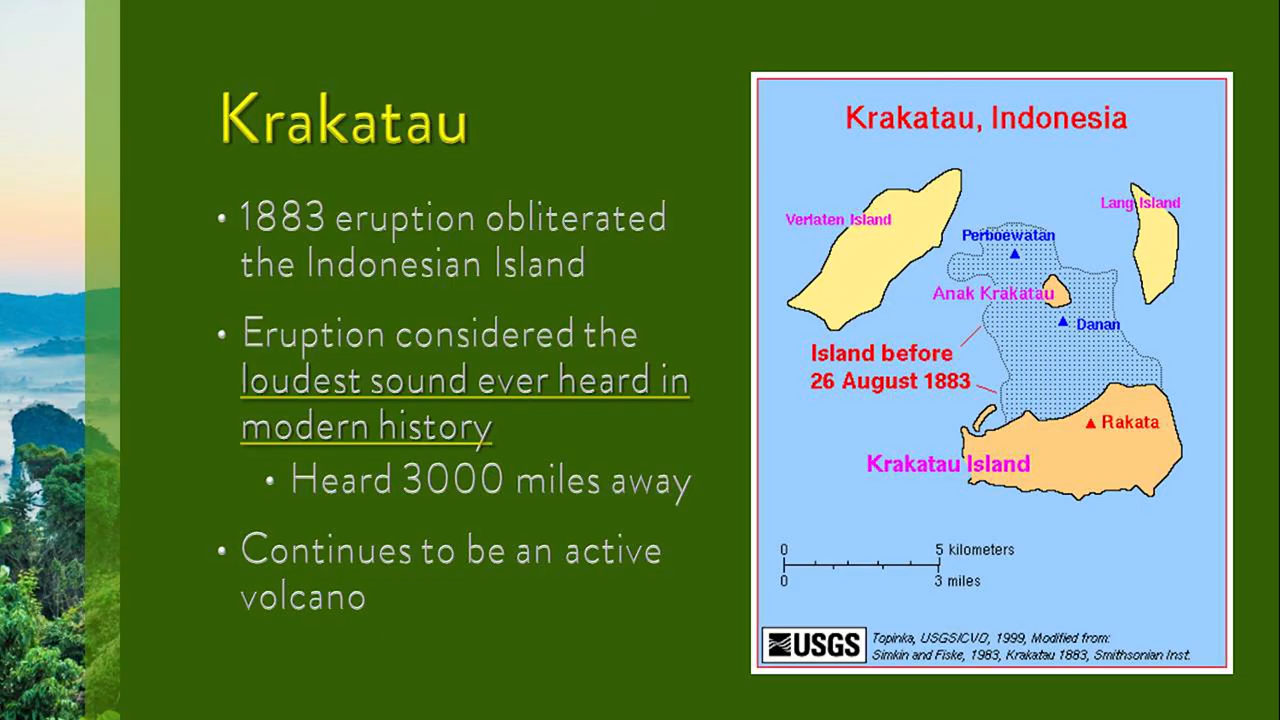 Krakatau
• 1883 eruption obliterated
the Indonesian Island
• Eruption considered the
loudest sound ever heard in
modern history
• Heard 3000 miles away
• Continues to be an active
volcano
Krakatau, Indonesia
Verlaten Island
Lang Island
Perboewatan
Anak Krakatau
Danan
Island before
26 August 1883
Rakata
Krakatau Island
0 5 kilometers
0 3 miles
USGS
Topinka, USGS/CVO, 1999, Modified from:
Simkin and Fiske, 1983, Krakatau 1883, Smithsonian Inst.